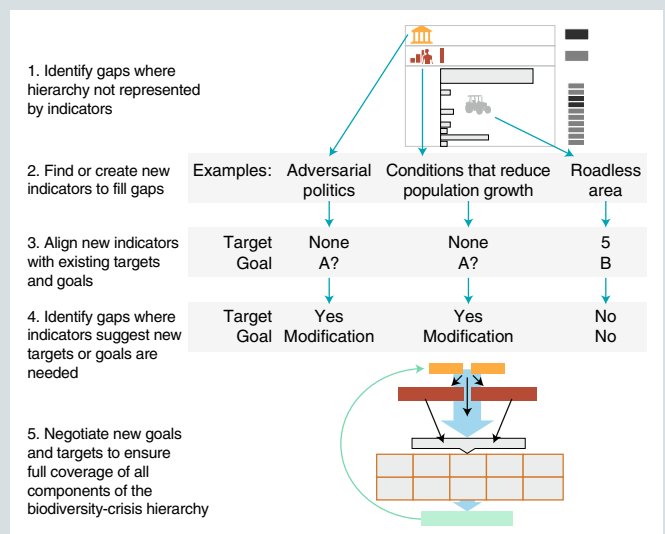 1. Identify gaps where
hierarchy not represented
by indicators
2. Find or create new
indicators to fill gaps
Examples: Adversarial politics
Conditions that reduce
population growth
Roadless
area
3. Align new indicators
with existing targets
and goals
Target None None 5
Goal A? A? B
4. Identify gaps where
indicators suggest new
targets or goals are
needed
Target Yes Yes No
Goal Modification Modification No
5. Negotiate new goals
and targets to ensure
full coverage of all
components of the
biodiversity-crisis hierarchy